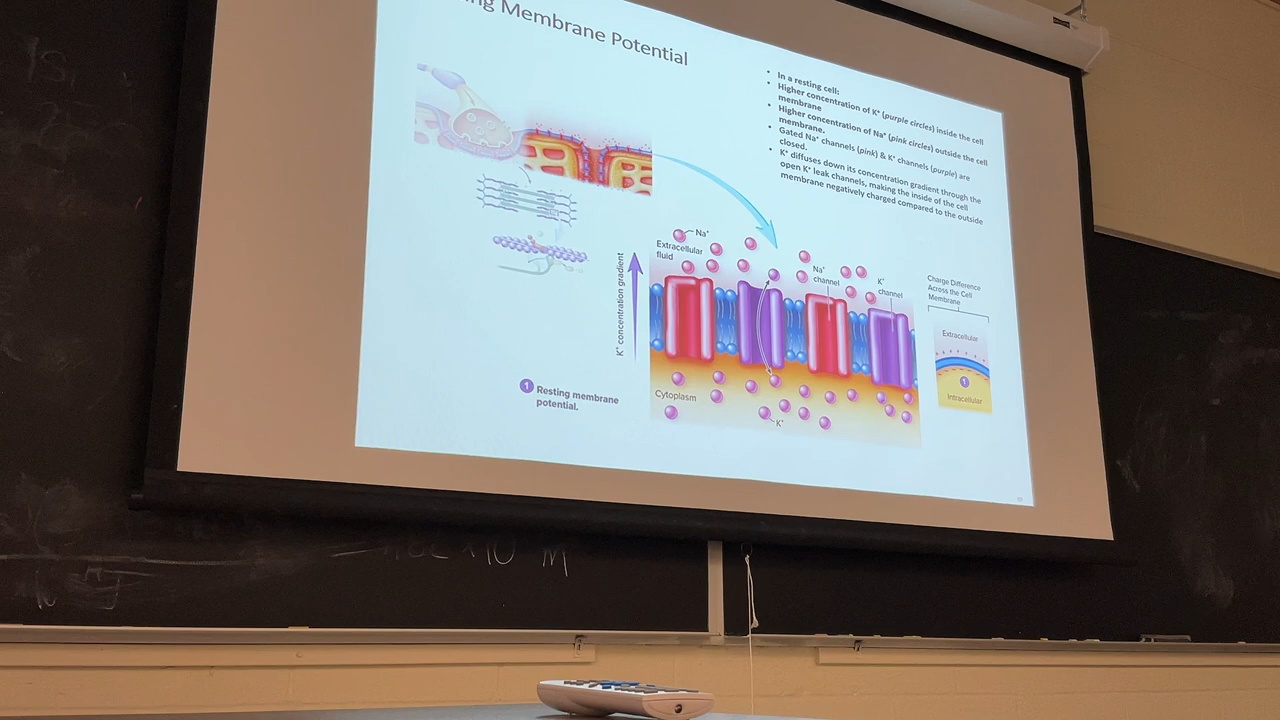 ng Membrane Potential
• In a resting cell:
• Higher concentration of K⁺ (purple circles) inside the cell
membrane
• Higher concentration of Na⁺ (pink circles) outside the cell
membrane.
• Gated Na⁺ channels (pink) & K⁺ channels (purple) are
closed.
• K⁺ diffuses down its concentration gradient through the
open K⁺ leak channels, making the inside of the cell
membrane negatively charged compared to the outside
Na⁺
Extracellular
fluid
Na⁺
channel
K⁺
channel
K⁺ concentration gradient
Cytoplasm
K⁺
1 Resting membrane
potential.
Charge Difference
Across the Cell
Membrane
Extracellular
1
Intracellular
M